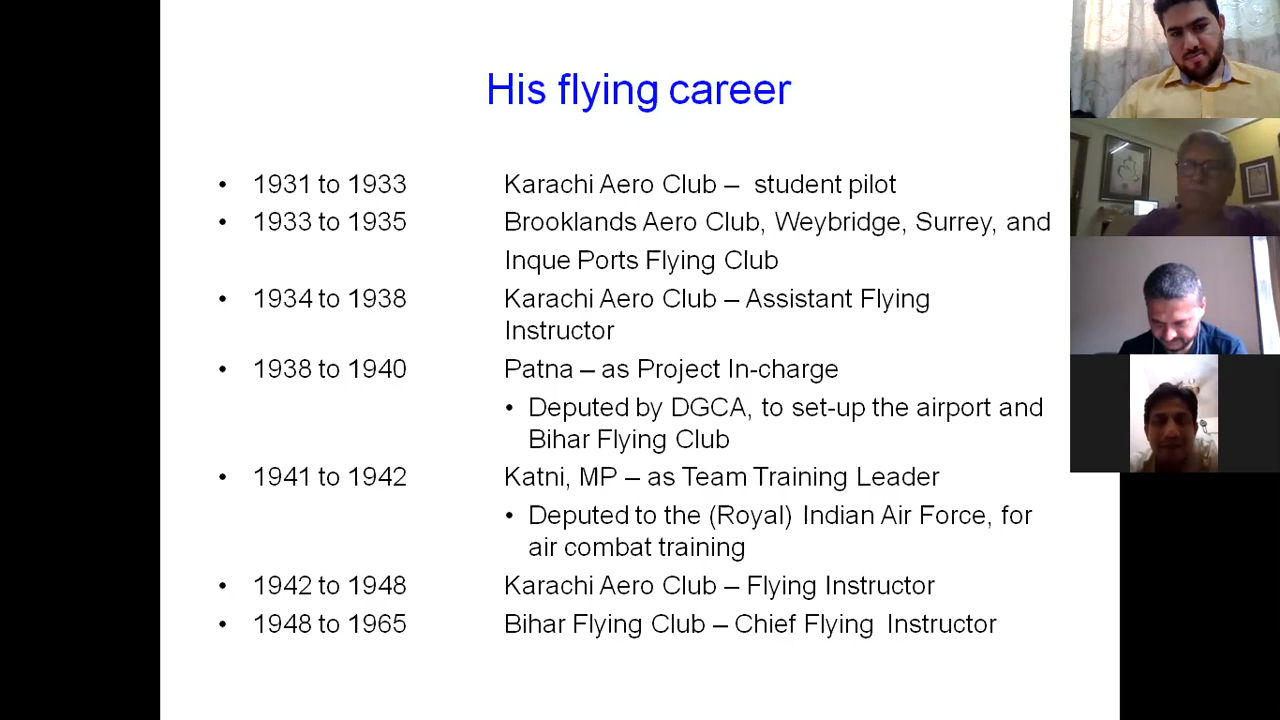 His flying career
• 1931 to 1933 Karachi Aero Club – student pilot
• 1933 to 1935 Brooklands Aero Club, Weybridge, Surrey, and
Inque Ports Flying Club
• 1934 to 1938 Karachi Aero Club – Assistant Flying
Instructor
• 1938 to 1940 Patna – as Project In-charge
• Deputed by DGCA, to set-up the airport and
Bihar Flying Club
• 1941 to 1942 Katni, MP – as Team Training Leader
• Deputed to the (Royal) Indian Air Force, for
air combat training
• 1942 to 1948 Karachi Aero Club – Flying Instructor
• 1948 to 1965 Bihar Flying Club – Chief Flying Instructor